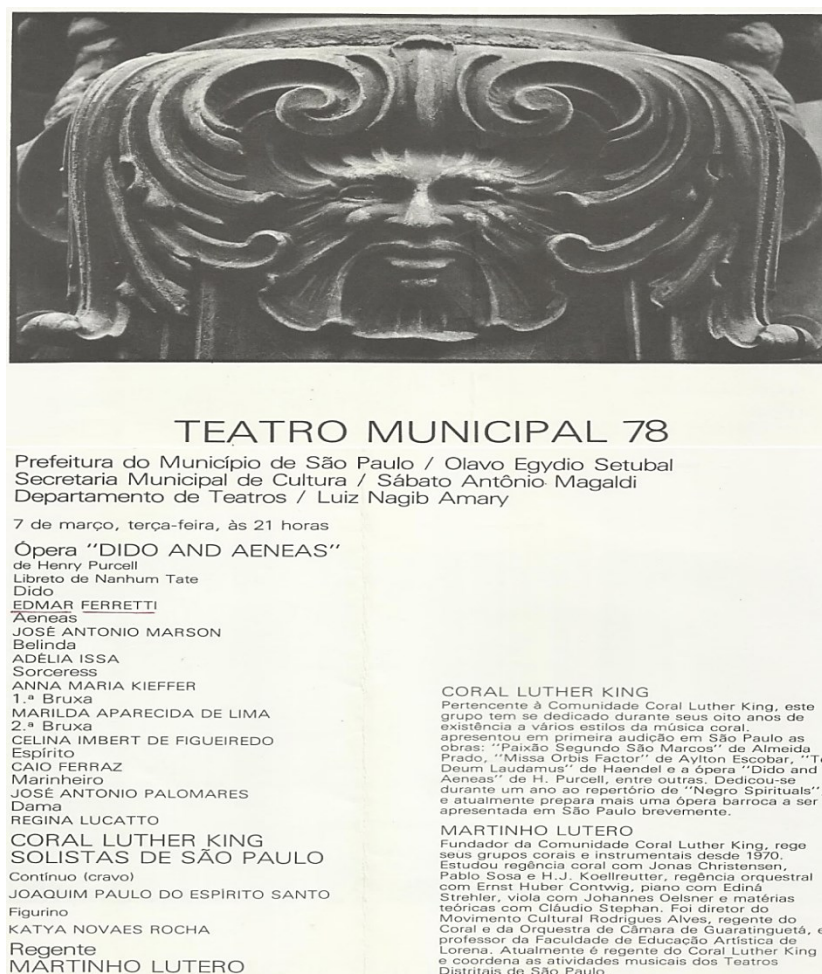 TEATRO MUNICIPAL 78
Prefeitura do Município de São Paulo / Olavo Egydio Setubal
Secretaria Municipal de Cultura / Sábato Antônio Magaldi
Departamento de Teatros / Luiz Nagib Amary
7 de março, terça-feira, às 21 horas
Ópera "DIDO AND AENEAS"
de Henry Purcell
Libreto de Nanhum Tate
Dido
EDMAR FERRETTI
Aeneas
JOSÉ ANTONIO MARSON
Belinda
ADÉLIA ISSA
Sorceress
ANNA MARIA KIEFFER
1.ª Bruxa
MARILDA APARECIDA DE LIMA
2.ª Bruxa
CELINA IMBERT DE FIGUEIREDO
Espírito
CAIO FERRAZ
Marinheiro
JOSÉ ANTONIO PALOMARES
Dama
REGINA LUCATTO
CORAL LUTHER KING
SOLISTAS DE SÃO PAULO
Contínuo (cravo)
JOAQUIM PAULO DO ESPÍRITO SANTO
Figurino
KATYA NOVAES ROCHA
Regente
MARTINHO LUTERO
CORAL LUTHER KING
Pertencente à Comunidade Coral Luther King, este
grupo tem se dedicado durante seus oito anos de
existência a vários estilos da música coral.
apresentou em primeira audição em São Paulo as
obras: "Paixão Segundo São Marcos" de Almeida
Prado, "Missa Orbis Factor" de Aylton Escobar, "Te
Deum Laudamus" de Haendel e a ópera "Dido and
Aeneas" de H. Purcell, entre outras. Dedicou-se
durante um ano ao repertório de "Negro Spirituals"
e atualmente prepara mais uma ópera barroca a ser
apresentada em São Paulo brevemente.
MARTINHO LUTERO
Fundador da Comunidade Coral Luther King, rege
seus grupos corais e instrumentais desde 1970.
Estudou regência coral com Jonas Christensen,
Pablo Sosa e H.J. Koellreutter, regência orquestral
com Ernst Huber Contwig, piano com Ediná
Strehler, viola com Johannes Oelsner e matérias
teóricas com Cláudio Stephan. Foi diretor do
Movimento Cultural Rodrigues Alves, regente do
Coral e da Orquestra de Câmara de Guaratinguetá, e
professor da Faculdade de Educação Artística de
Lorena. Atualmente é regente do Coral Luther King
e coordena as atividades musicais dos Teatros
Distritais de São Paulo